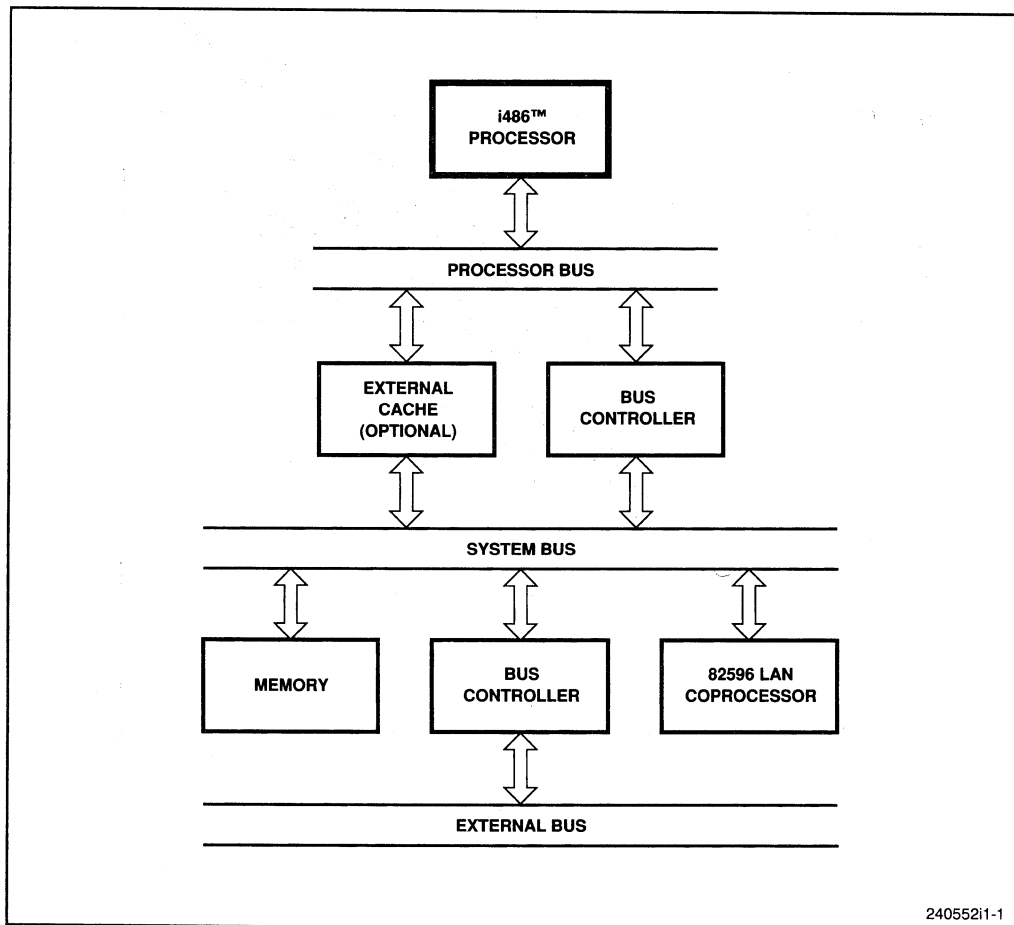 i486™
PROCESSOR
PROCESSOR BUS
EXTERNAL
CACHE
(OPTIONAL)
BUS
CONTROLLER
SYSTEM BUS
MEMORY
BUS
CONTROLLER
82596 LAN
COPROCESSOR
EXTERNAL BUS
240552i1-1